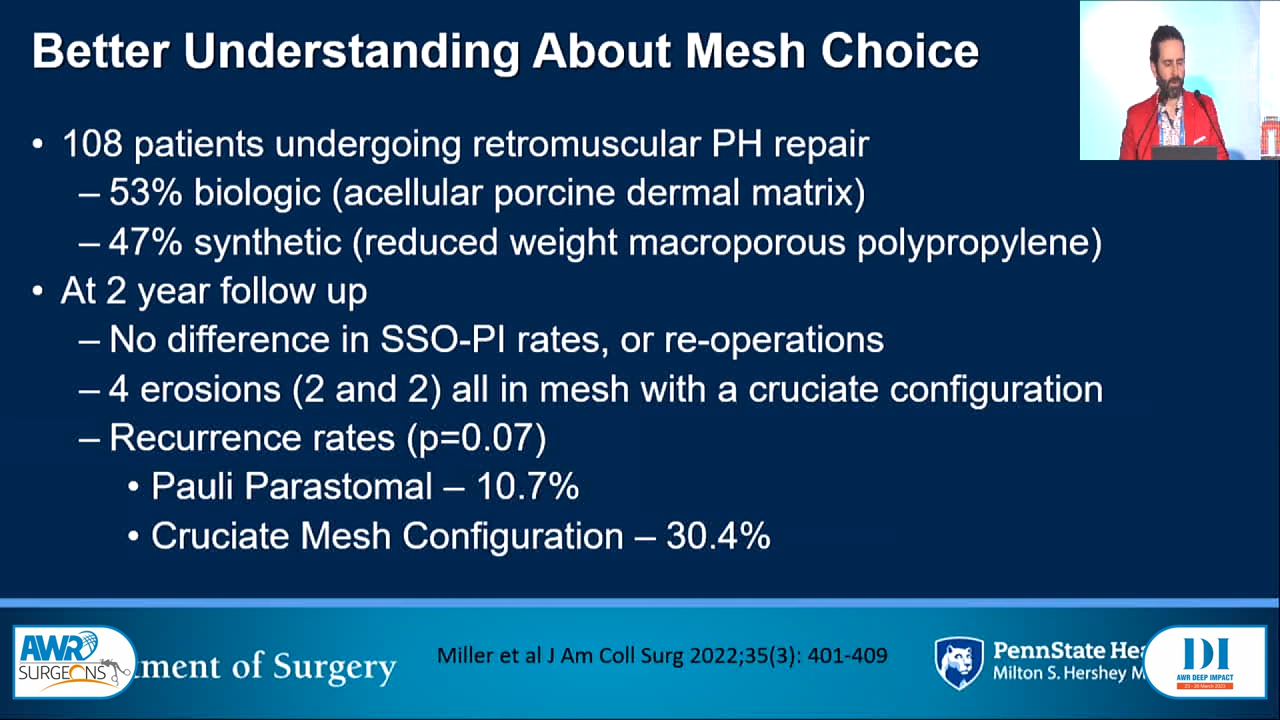 Better Understanding About Mesh Choice
• 108 patients undergoing retromuscular PH repair
– 53% biologic (acellular porcine dermal matrix)
– 47% synthetic (reduced weight macroporous polypropylene)
• At 2 year follow up
– No difference in SSO-PI rates, or re-operations
– 4 erosions (2 and 2) all in mesh with a cruciate configuration
– Recurrence rates (p=0.07)
• Pauli Parastomal – 10.7%
• Cruciate Mesh Configuration – 30.4%
AWR
SURGEONS
ment of Surgery
Miller et al J Am Coll Surg 2022;35(3): 401-409
PennState Hea
Milton S. Hershey M
DI
AWR DEEP IMPACT